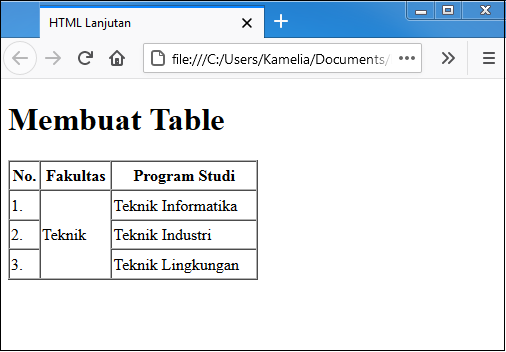 HTML Lanjutan
file:///C:/Users/Kamelia/Documents/
Membuat Table
No. Fakultas Program Studi
1. Teknik Informatika
2. Teknik Teknik Industri
3. Teknik Lingkungan